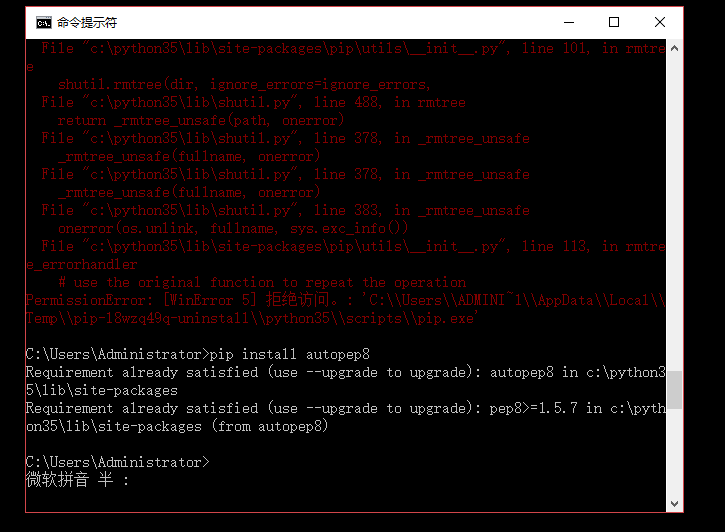 命令提示符
File "c:\python35\lib\site-packages\pip\utils\__init__.py", line 101, in rmtre
e
shutil.rmtree(dir, ignore_errors=ignore_errors,
File "c:\python35\lib\shutil.py", line 488, in rmtree
return _rmtree_unsafe(path, onerror)
File "c:\python35\lib\shutil.py", line 378, in _rmtree_unsafe
_rmtree_unsafe(fullname, onerror)
File "c:\python35\lib\shutil.py", line 378, in _rmtree_unsafe
_rmtree_unsafe(fullname, onerror)
File "c:\python35\lib\shutil.py", line 383, in _rmtree_unsafe
onerror(os.unlink, fullname, sys.exc_info())
File "c:\python35\lib\site-packages\pip\utils\__init__.py", line 113, in rmtre
e_errorhandler
# use the original function to repeat the operation
PermissionError: [WinError 5] 拒绝访问。: 'C:\\Users\\ADMINI~1\\AppData\\Local\\
Temp\\pip-18wzq49q-uninstall\\python35\\scripts\\pip.exe'
C:\Users\Administrator>pip install autopep8
Requirement already satisfied (use --upgrade to upgrade): autopep8 in c:\python3
5\lib\site-packages
Requirement already satisfied (use --upgrade to upgrade): pep8>=1.5.7 in c:\pyth
on35\lib\site-packages (from autopep8)
C:\Users\Administrator>
微软拼音 半 :